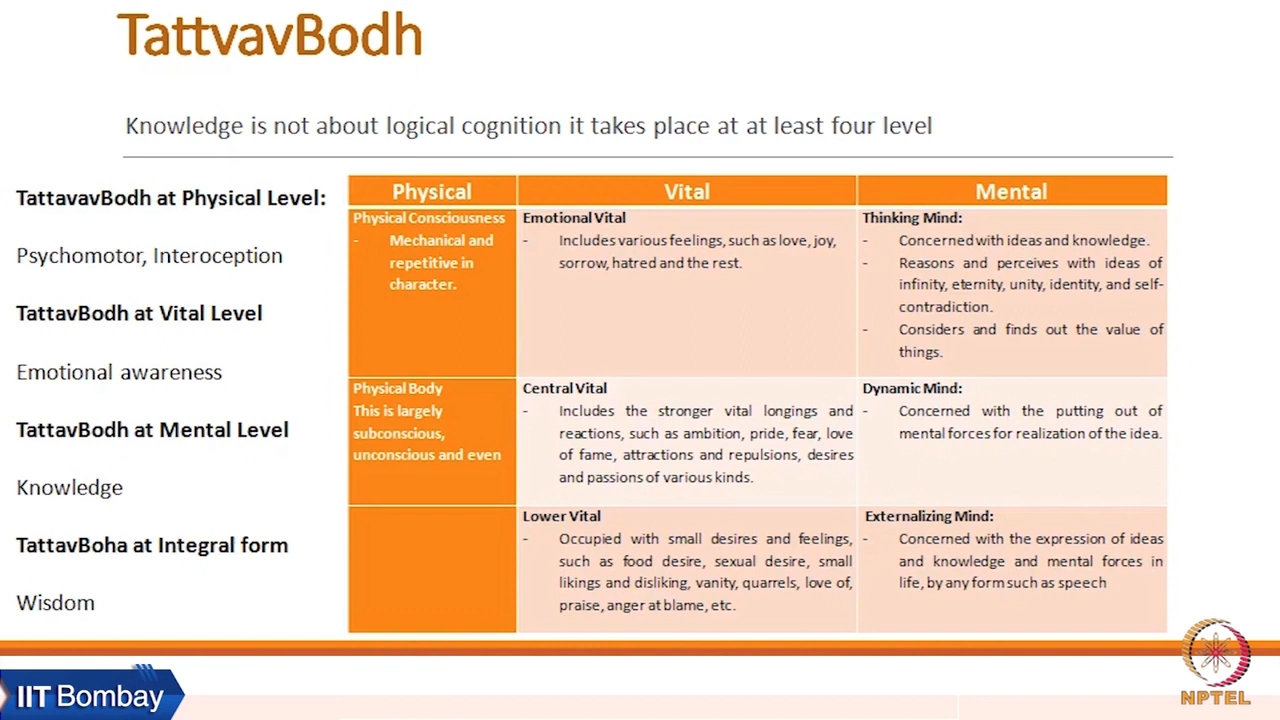 TattvavBodh
Knowledge is not about logical cognition it takes place at at least four level
TattavavBodh at Physical Level:
Psychomotor, Interoception
TattavBodh at Vital Level
Emotional awareness
TattavBodh at Mental Level
Knowledge
TattavBoha at Integral form
Wisdom
Physical
Vital
Mental
Physical Consciousness
- Mechanical and
repetitive in
character.
Emotional Vital
- Includes various feelings, such as love, joy,
sorrow, hatred and the rest.
Thinking Mind:
- Concerned with ideas and knowledge.
- Reasons and perceives with ideas of
infinity, eternity, unity, identity, and self-
contradiction.
- Considers and finds out the value of
things.
Physical Body
This is largely
subconscious,
unconscious and even
Central Vital
- Includes the stronger vital longings and
reactions, such as ambition, pride, fear, love
of fame, attractions and repulsions, desires
and passions of various kinds.
Dynamic Mind:
- Concerned with the putting out of
mental forces for realization of the idea.
Lower Vital
- Occupied with small desires and feelings,
such as food desire, sexual desire, small
likings and disliking, vanity, quarrels, love of,
praise, anger at blame, etc.
Externalizing Mind:
- Concerned with the expression of ideas
and knowledge and mental forces in
life, by any form such as speech
IIT Bombay
NPTEL